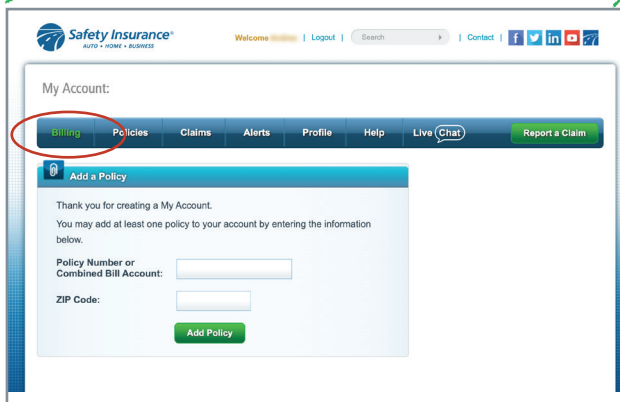 Safety Insurance®
AUTO • HOME • BUSINESS
Welcome | Logout | Search | Contact |
My Account:
Billing Policies Claims Alerts Profile Help Live Chat Report a Claim
Add a Policy
Thank you for creating a My Account.
You may add at least one policy to your account by entering the information
below.
Policy Number or
Combined Bill Account:
ZIP Code:
Add Policy